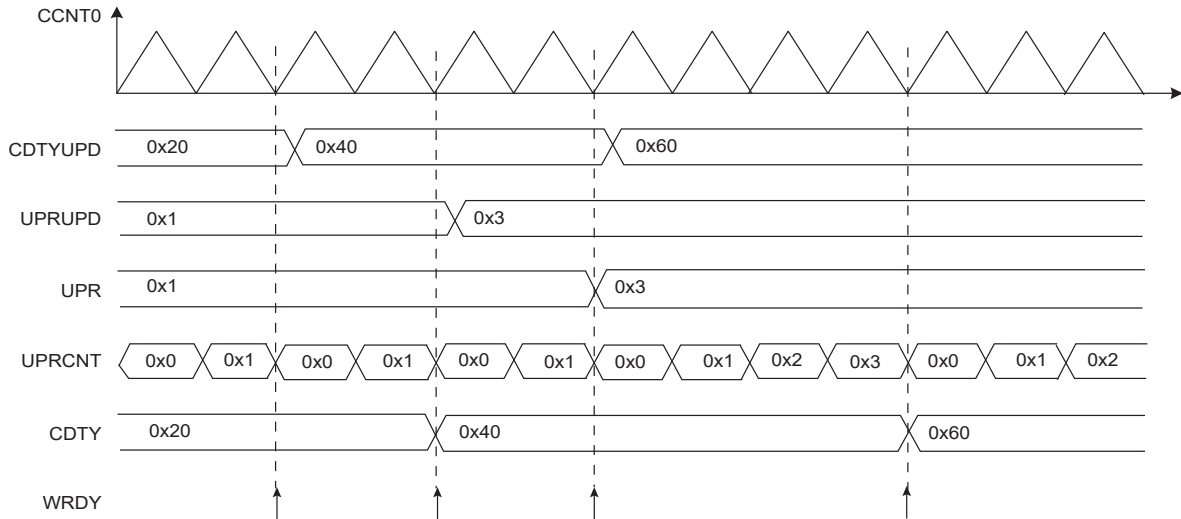 CCNT0
CDTYUPD 0x20 0x40 0x60
UPRUPD 0x1 0x3
UPR 0x1 0x3
UPRCNT 0x0 0x1 0x0 0x1 0x0 0x1 0x0 0x1 0x2 0x3 0x0 0x1 0x2
CDTY 0x20 0x40 0x60
WRDY